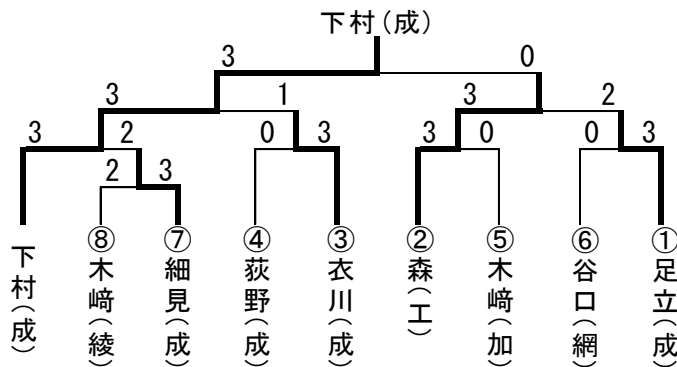 下村(成)
3 0
3 1 3 2
3 2 0 3 3 0 0 3
2 3
下村(成)
⑧木﨑(綾)
⑦細見(成)
④荻野(成)
③衣川(成)
②森(工)
⑤木﨑(加)
⑥谷口(網)
①足立(成)